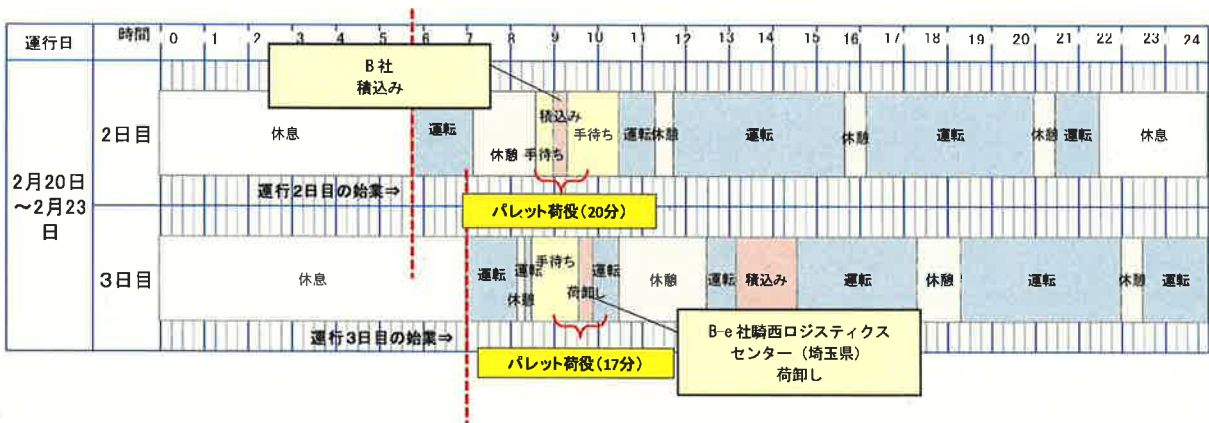 運行日
時間
0 1 2 3 4 5 6 7 8 9 10 11 12 13 14 15 16 17 18 19 20 21 22 23 24
B社
積込み
2月20日
～2月23
日
2日目
休息
運転
休憩
手待ち
積込み
手待ち
運転
休憩
運転
休憩
運転
休憩
運転
休息
運行2日目の始業⇒
パレット荷役(20分)
3日目
休息
運転
休憩
運転
手待ち
荷卸し
運転
休憩
運転
積込み
運転
休憩
運転
休憩
運転
運行3日目の始業⇒
パレット荷役(17分)
B-e社騎西ロジスティクス
センター（埼玉県）
荷卸し